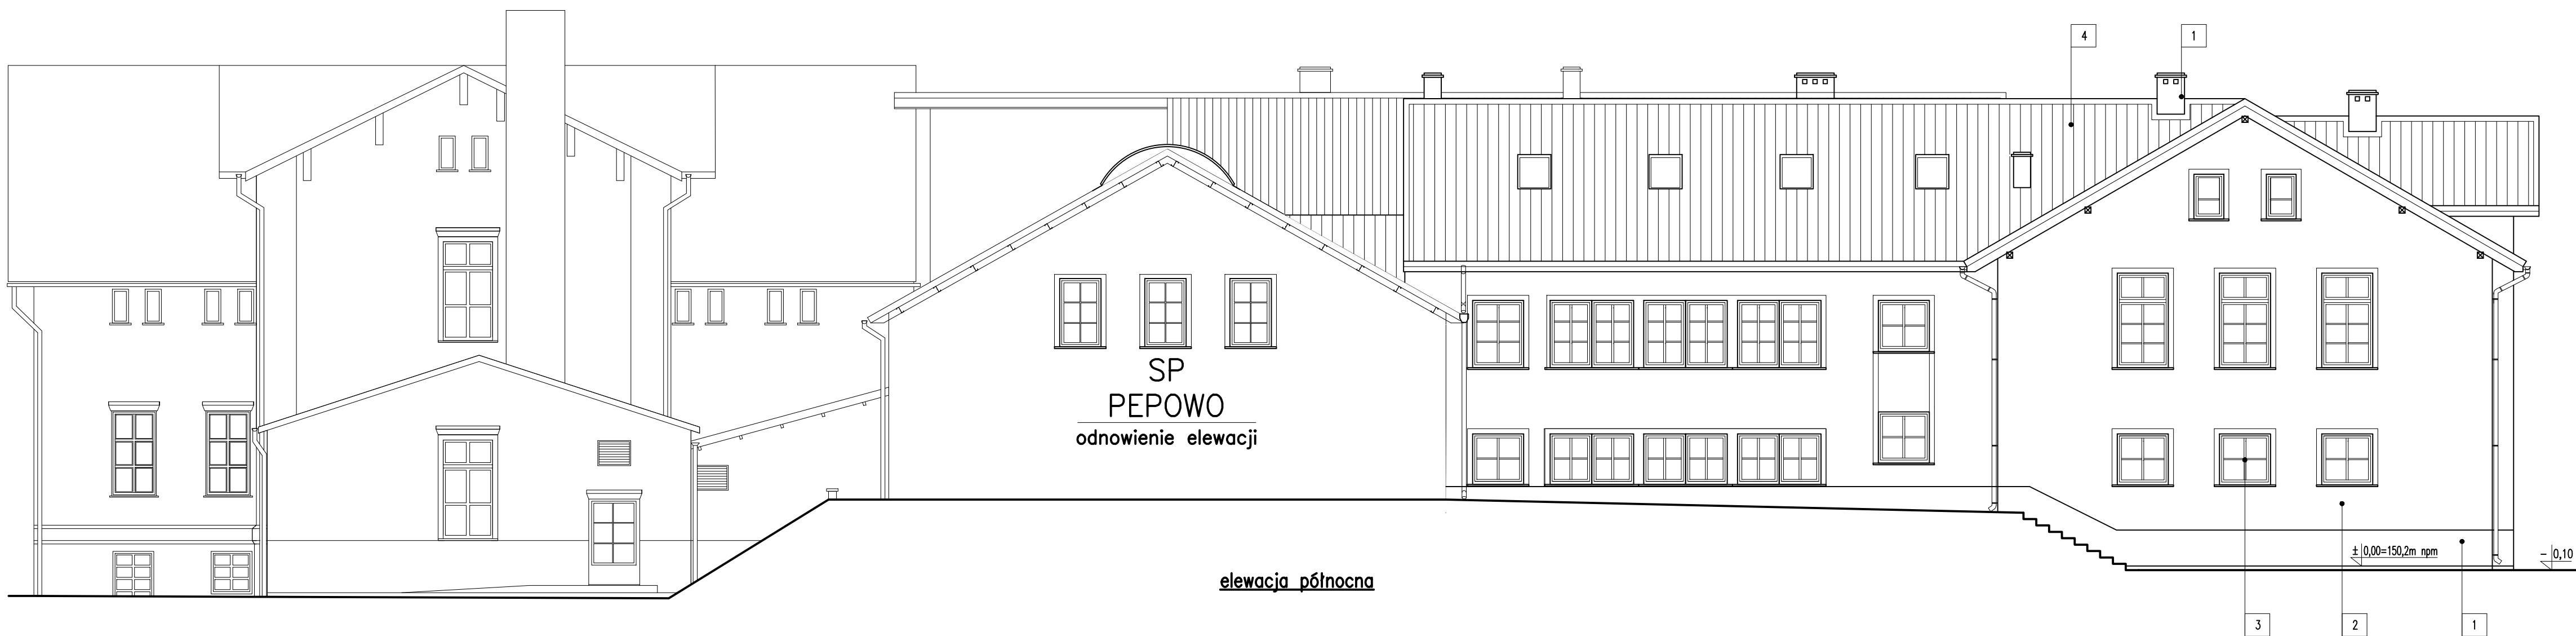 4
1
SP
PEPOWO
odnowienie elewacji
± 0,00=150,2m npm
- 0,10
elewacja północna
3
2
1